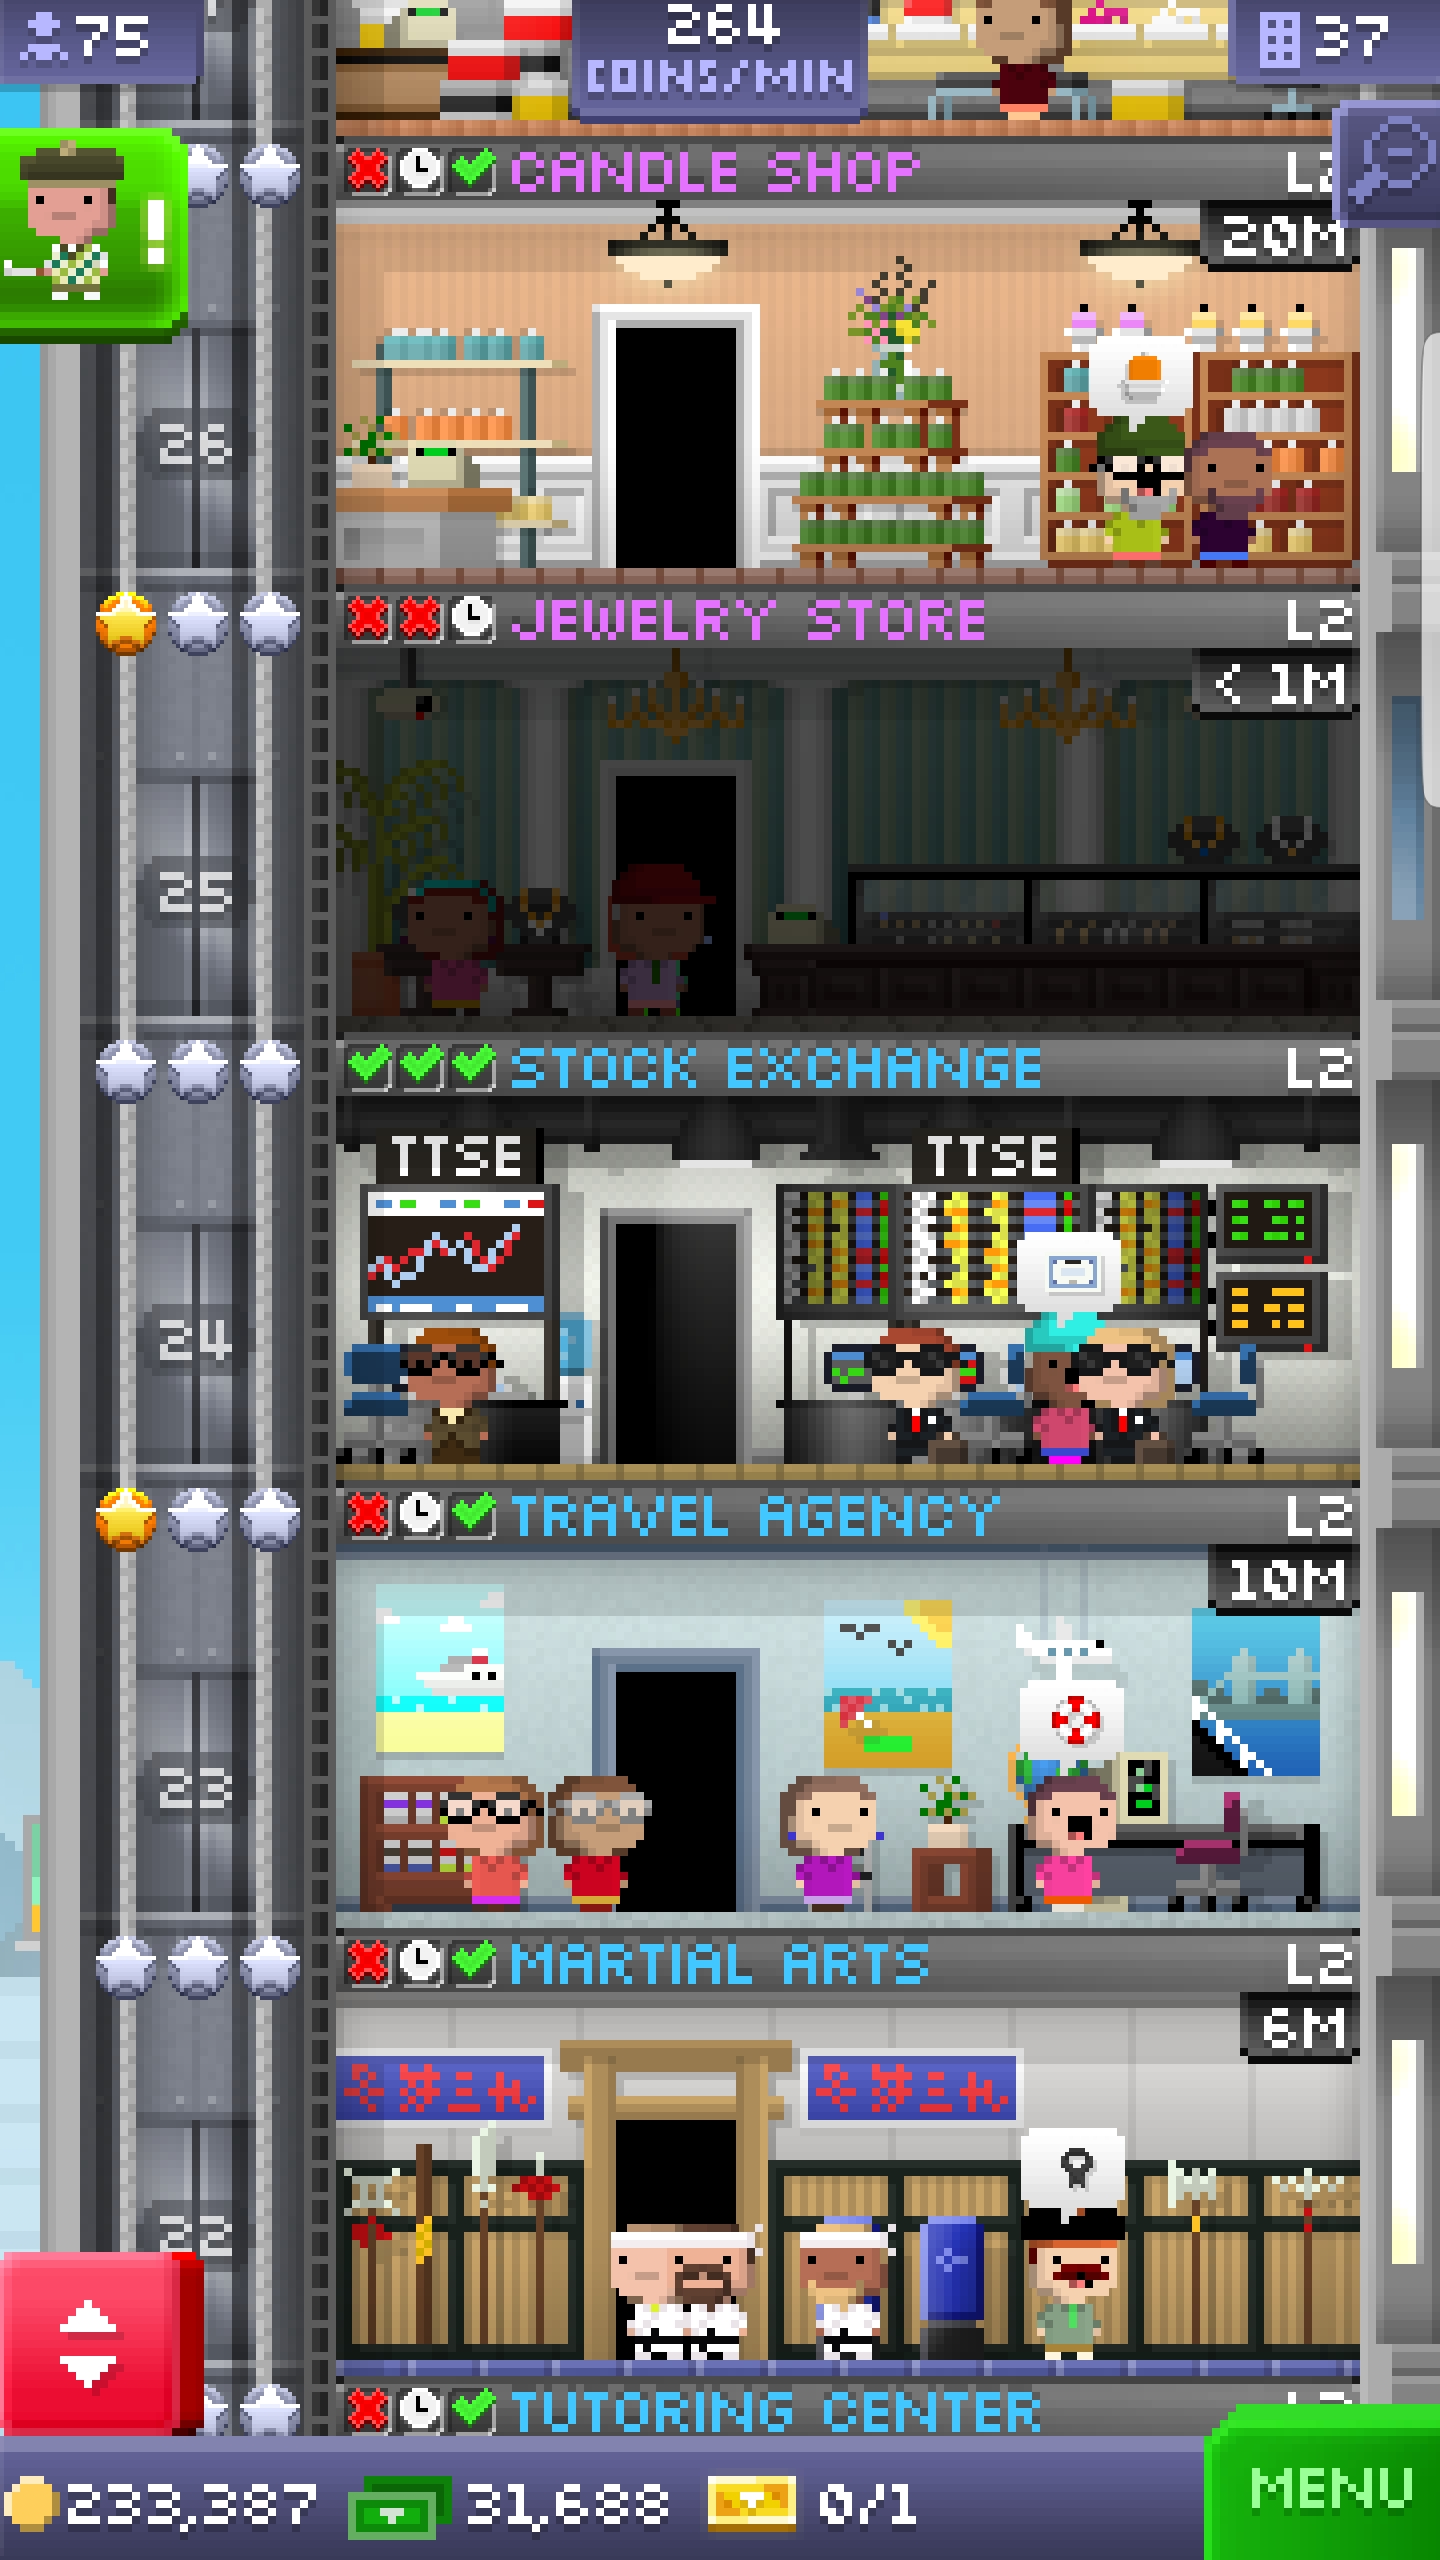 75
264
COINS/MIN
37
CANDLE SHOP
20M
26
JEWELRY STORE L2
< 1M
25
STOCK EXCHANGE L2
TTSE TTSE
24
TRAVEL AGENCY L2
10M
23
MARTIAL ARTS L2
6M
22
TUTORING CENTER
233,387 31,688 0/1
MENU